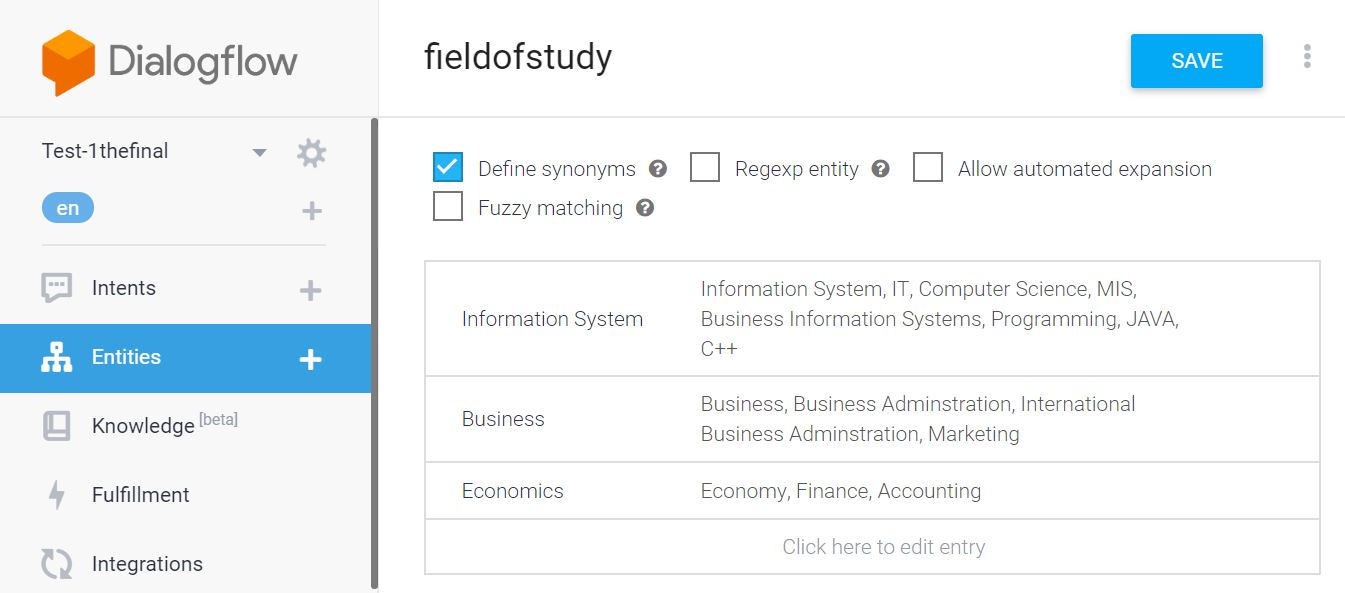 Dialogflow
fieldofstudy
SAVE
Test-1thefinal
en
Intents
Entities
Knowledge [beta]
Fulfillment
Integrations
Define synonyms
Regexp entity
Allow automated expansion
Fuzzy matching
Information System
Information System, IT, Computer Science, MIS,
Business Information Systems, Programming, JAVA,
C++
Business
Business, Business Adminstration, International
Business Adminstration, Marketing
Economics
Economy, Finance, Accounting
Click here to edit entry